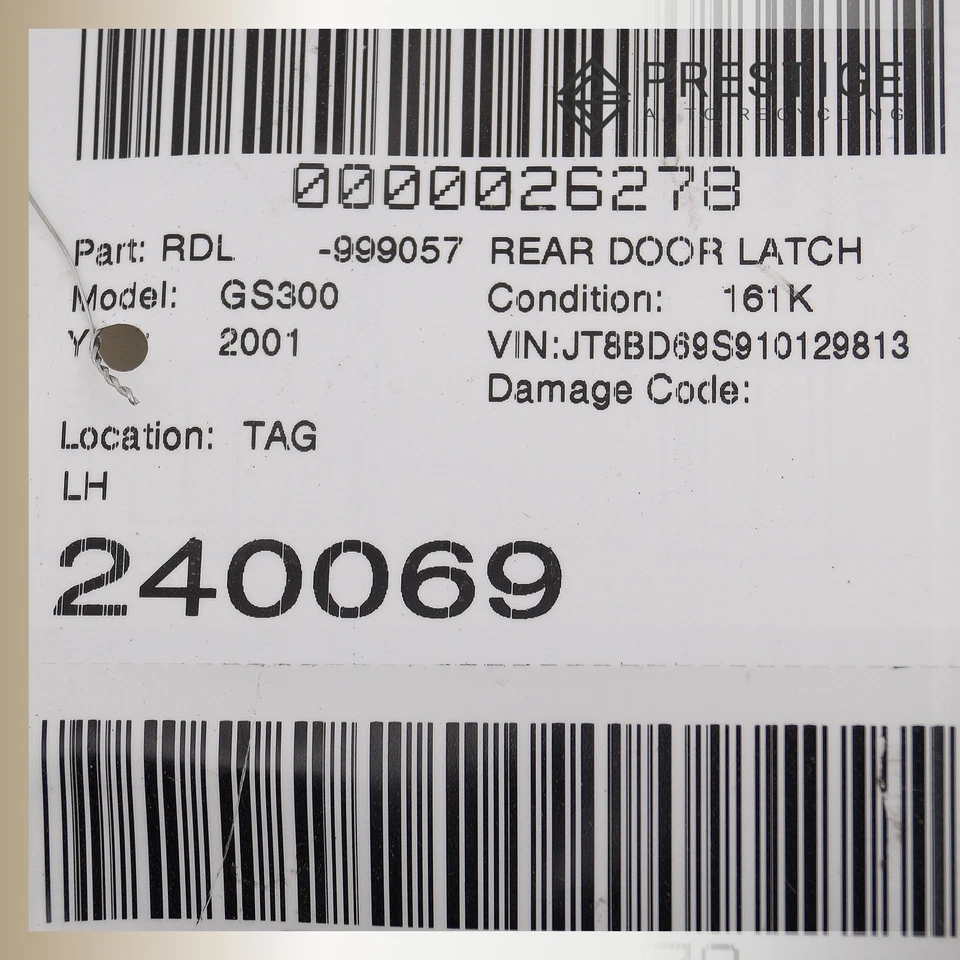 PRESTIGE
AUTO RECYCLING
0000026278
Part: RDL -999057 REAR DOOR LATCH
Model: GS300 Condition: 161K
2001 VIN:JT8BD69S910129813
Damage Code:
Location: TAG
LH
240069